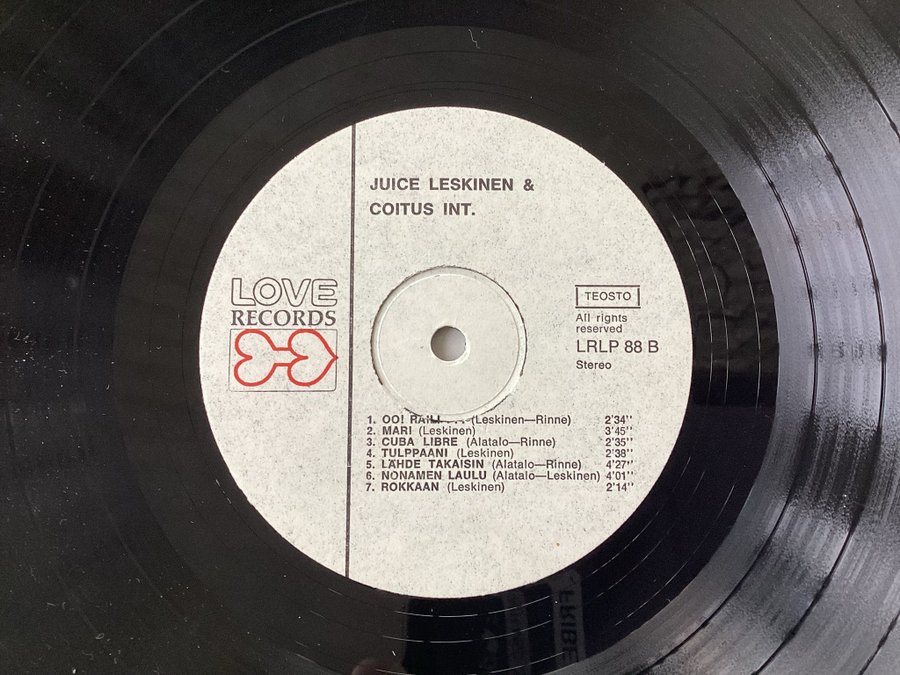 JUICE LESKINEN &
COITUS INT.
LOVE
RECORDS
TEOSTO
All rights
reserved
LRLP 88 B
Stereo
1. OO! RAILI . . . (Leskinen—Rinne) 2'34''
2. MARI (Leskinen) 3'45''
3. CUBA LIBRE (Alatalo—Rinne) 2'35''
4. TULPPAANI (Leskinen) 2'38''
5. LÄHDE TAKAISIN (Alatalo—Rinne) 4'27''
6. NONAMEN LAULU (Alatalo—Leskinen) 4'01''
7. ROKKAAN (Leskinen) 2'14''